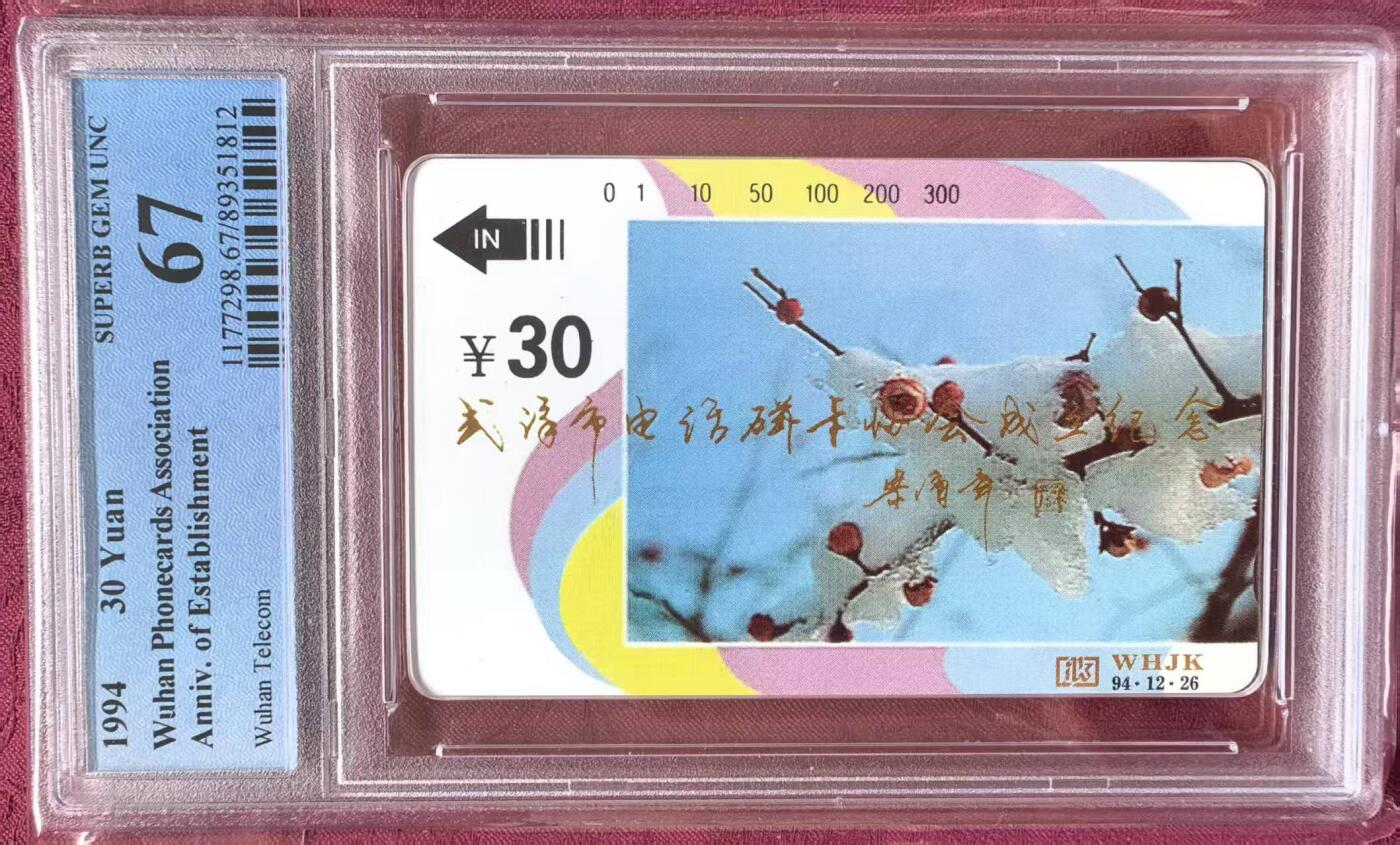 1994 30 Yuan SUPERB GEM UNC
Wuhan Phonecards Association 67
Anniv. of Establishment 1177298.67/89351812
Wuhan Telecom
0 1 10 50 100 200 300
IN
¥30
武漢市电话磁卡协会成立纪念
WHJK
94·12·26